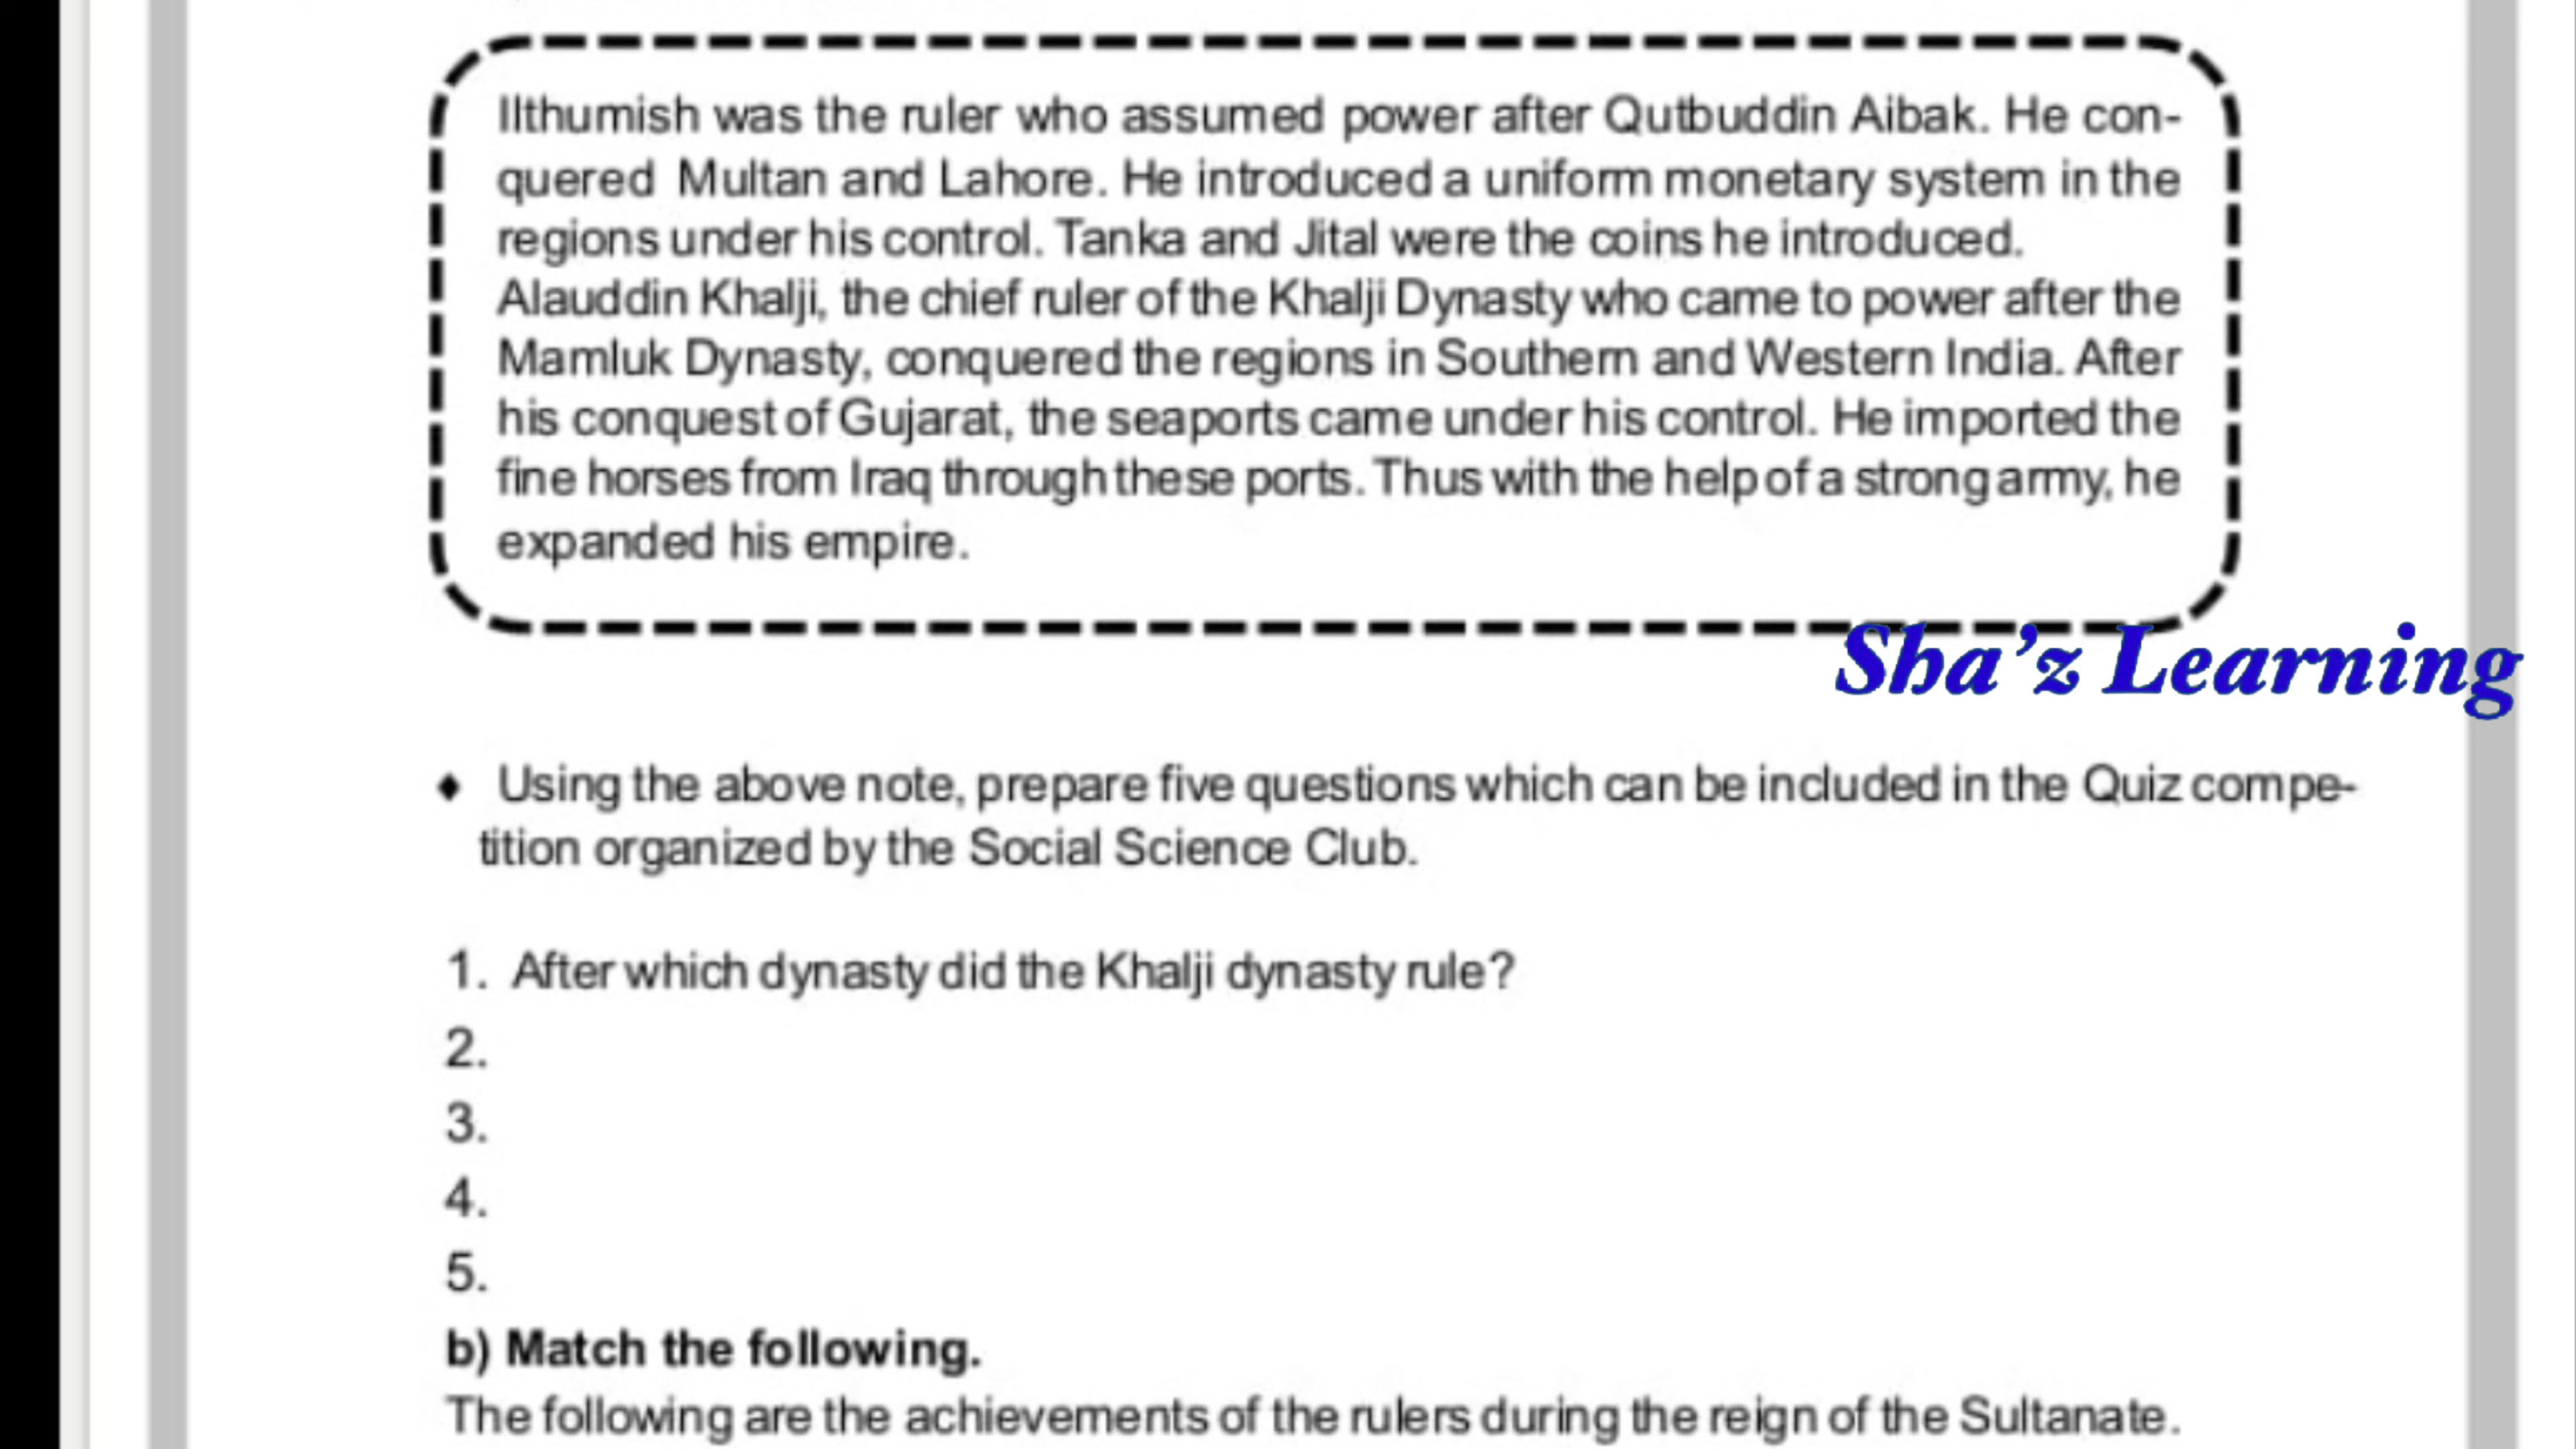 Ilthumish was the ruler who assumed power after Qutbuddin Aibak. He con-
quered Multan and Lahore. He introduced a uniform monetary system in the
regions under his control. Tanka and Jital were the coins he introduced.
Alauddin Khalji, the chief ruler of the Khalji Dynasty who came to power after the
Mamluk Dynasty, conquered the regions in Southern and Western India. After
his conquest of Gujarat, the seaports came under his control. He imported the
fine horses from Iraq through these ports. Thus with the help of a strong army, he
expanded his empire.
Sha'z Learning
♦ Using the above note, prepare five questions which can be included in the Quiz compe-
tition organized by the Social Science Club.
1. After which dynasty did the Khalji dynasty rule?
2.
3.
4.
5.
b) Match the following.
The following are the achievements of the rulers during the reign of the Sultanate.